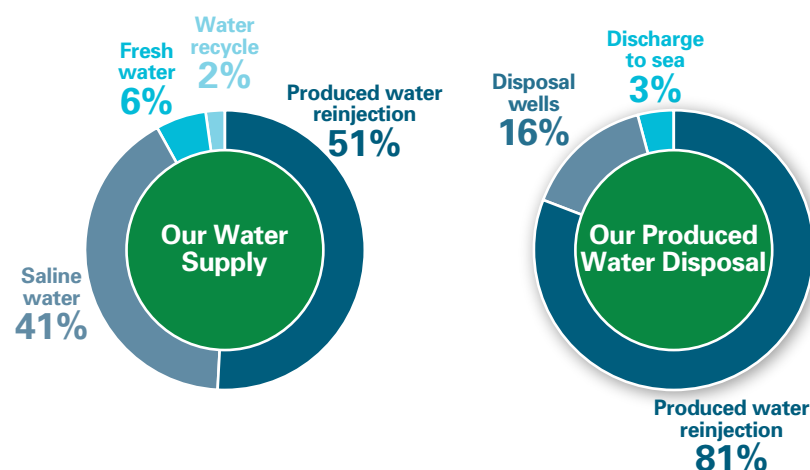 Water
recycle
2%
Fresh
water
6%
Produced water
reinjection
51%
Saline
water
41%
Our Water
Supply
Discharge
to sea
3%
Disposal
wells
16%
Our Produced
Water Disposal
Produced water
reinjection
81%